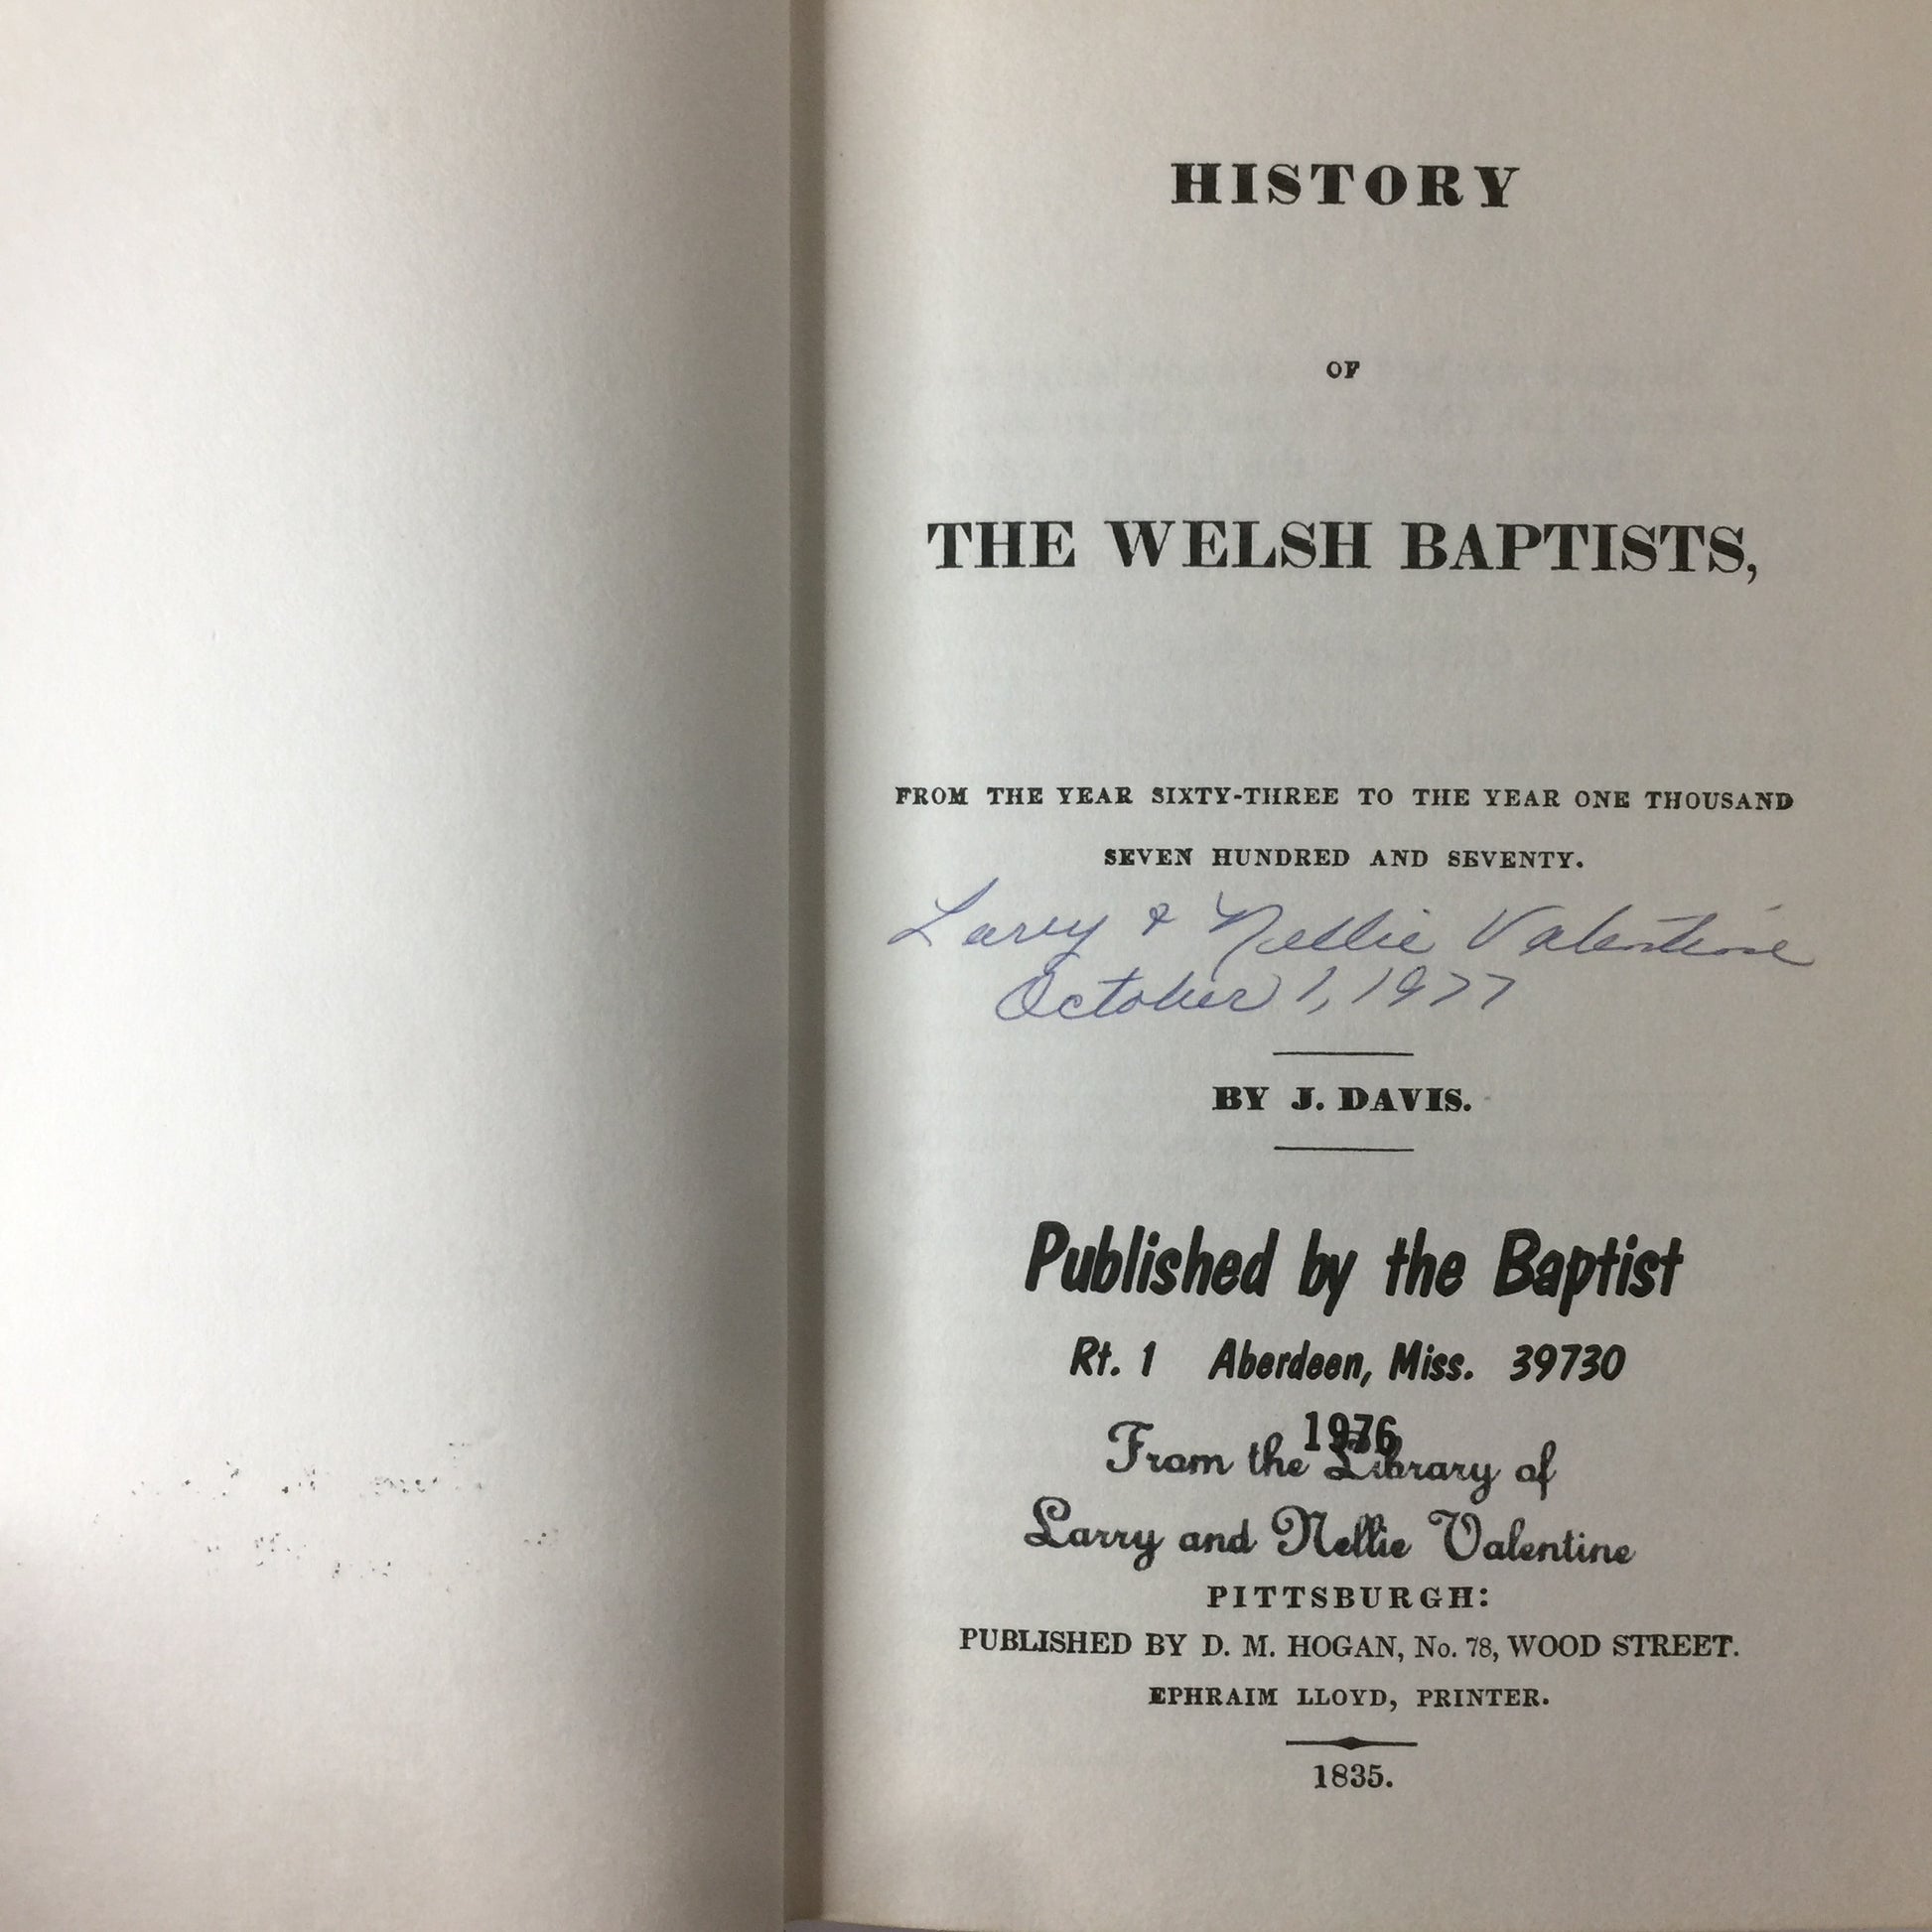 HISTORY
OF
THE WELSH BAPTISTS,
FROM THE YEAR SIXTY-THREE TO THE YEAR ONE THOUSAND
SEVEN HUNDRED AND SEVENTY.
Larry & Nellie Valentine
October 1, 1977
BY J. DAVIS.
Published by the Baptist
Rt. 1 Aberdeen, Miss. 39730
1976
From the Library of
Larry and Nellie Valentine
PITTSBURGH:
PUBLISHED BY D. M. HOGAN, No. 78, WOOD STREET.
EPHRAIM LLOYD, PRINTER.
1835.